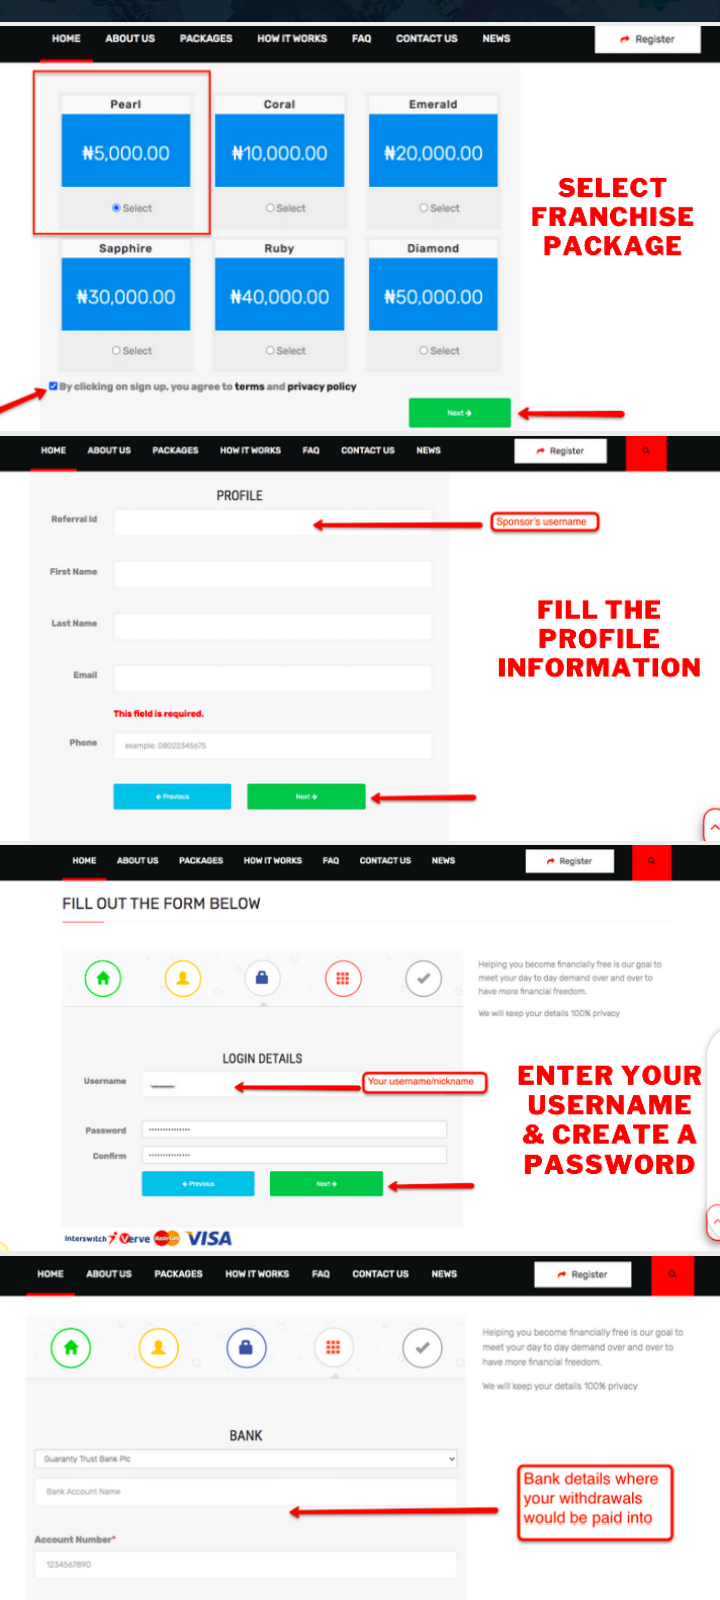 HOME ABOUT US PACKAGES HOW IT WORKS FAQ CONTACT US NEWS Register
Pearl Coral Emerald
₦5,000.00 ₦10,000.00 ₦20,000.00
Select Select Select
Sapphire Ruby Diamond
₦30,000.00 ₦40,000.00 ₦50,000.00
Select Select Select
SELECT
FRANCHISE
PACKAGE
By clicking on sign up, you agree to terms and privacy policy
Next →
HOME ABOUT US PACKAGES HOW IT WORKS FAQ CONTACT US NEWS Register
PROFILE
Referral Id
Sponsor's username
First Name
Last Name
Email
This field is required.
Phone
example: 08022345675
← Previous Next →
FILL THE
PROFILE
INFORMATION
HOME ABOUT US PACKAGES HOW IT WORKS FAQ CONTACT US NEWS Register
FILL OUT THE FORM BELOW
Helping you become financially free is our goal to
meet your day to day demand over and over to
have more financial freedom.
We will keep your details 100% privacy
LOGIN DETAILS
Username
Your username/nickname
Password
Confirm
← Previous Next →
ENTER YOUR
USERNAME
& CREATE A
PASSWORD
Interswitch Verve MasterCard VISA
HOME ABOUT US PACKAGES HOW IT WORKS FAQ CONTACT US NEWS Register
Helping you become financially free is our goal to
meet your day to day demand over and over to
have more financial freedom.
We will keep your details 100% privacy
BANK
Guaranty Trust Bank Plc
Bank Account Name
Bank details where
your withdrawals
would be paid into
Account Number*
1234567890